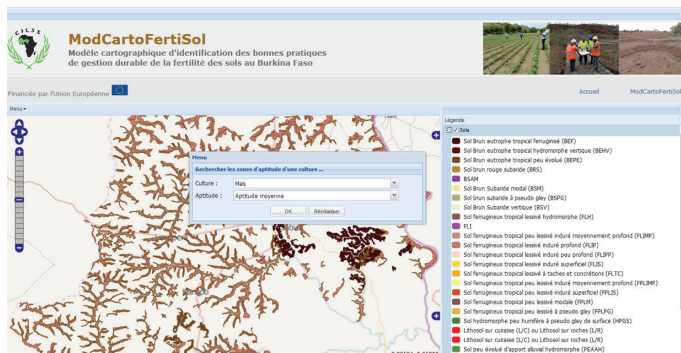 CILSS
ModCartoFertiSol
Modèle cartographique d'identification des bonnes pratiques
de gestion durable de la fertilité des sols au Burkina Faso
Financée par l'Union Européenne
Accueil
ModCartoFertiSol
Menu
Légende
Sols
Sol Brun eutrophe tropical ferruginisé (BEF)
Sol Brun eutrophe tropical hydromorphe vertique (BEHV)
Sol Brun eutrophe tropical peu évolué (BEPE)
Sol brun rouge subaride (BRS)
BSAM
Sol Brun Subaride modal (BSM)
Sol brun subaride à pseudo gley (BSPG)
Sol Brun Subaride vertique (BSV)
Sol ferrugineux tropical lessivé hydromorphe (FLH)
FLI
Sol ferrugineux tropical peu lessivé induré moyennement profond (FLIMP)
Sol ferrugineux tropical lessivé induré profond (FLIP)
Sol ferrugineux tropical lessivé induré peu profond (FLIPP)
Sol ferrugineux tropical lessivé induré superficiel (FLIS)
Sol ferrugineux tropical lessivé à taches et concrétions (FLTC)
Sol ferrugineux tropical peu lessivé induré moyennement profond (FPLIMP)
Sol ferrugineux tropical peu lessivé induré superficiel (FPLIS)
Sol ferrugineux tropical peu lessivé modale (FPLM)
Sol ferrugineux tropical peu lessivé à pseudo gley (FPLPG)
Sol hydromorphe peu humifère à pseudo gley de surface (HPGS)
Lithosol sur cuirasse (L/C) ou Lithosol sur roches (L/R)
Lithosol sur cuirasse (L/C) ou Lithosol sur roches (L/R)
Sol peu évolué d'apport alluvial hydromorphe (PEAAH)
Menu
Rechercher les zones d'aptitude d'une culture ...
Culture :
Maïs
Aptitude :
Aptitude moyenne
OK
Réinitialiser